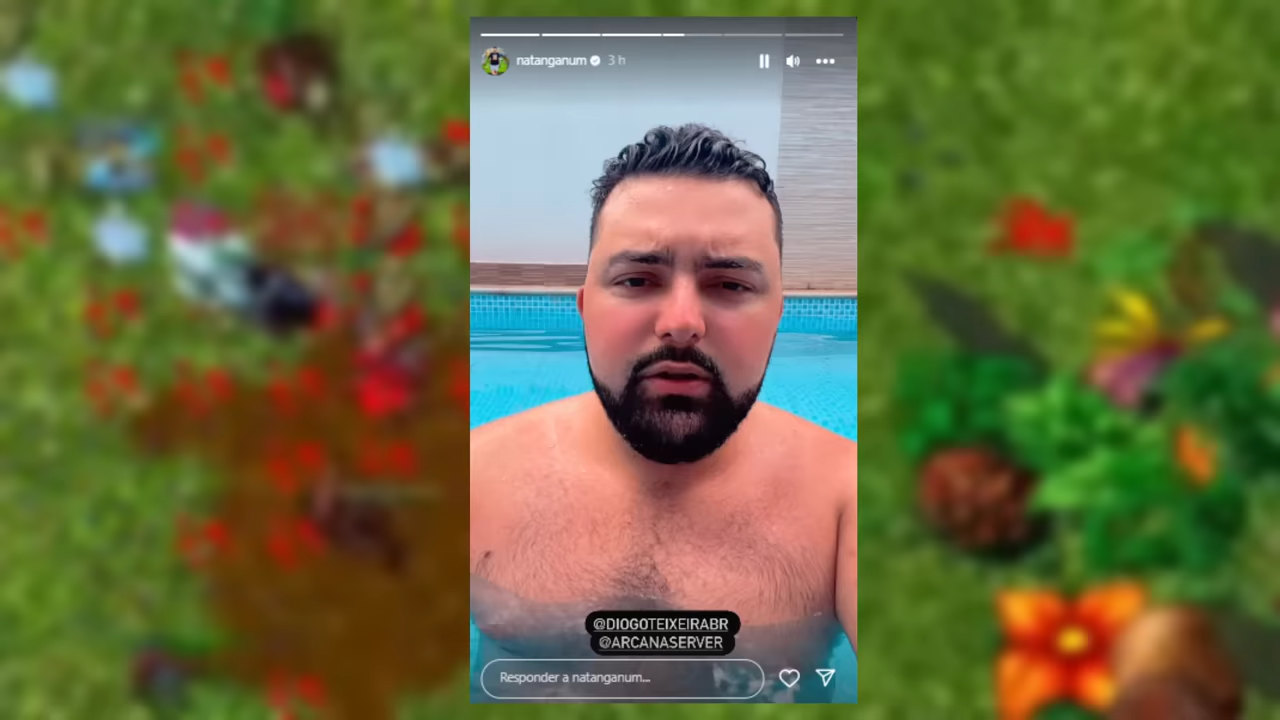 natanganum 3 h
@DIOGOTEIXEIRABR
@ARCANASERVER
Responder a natanganum...